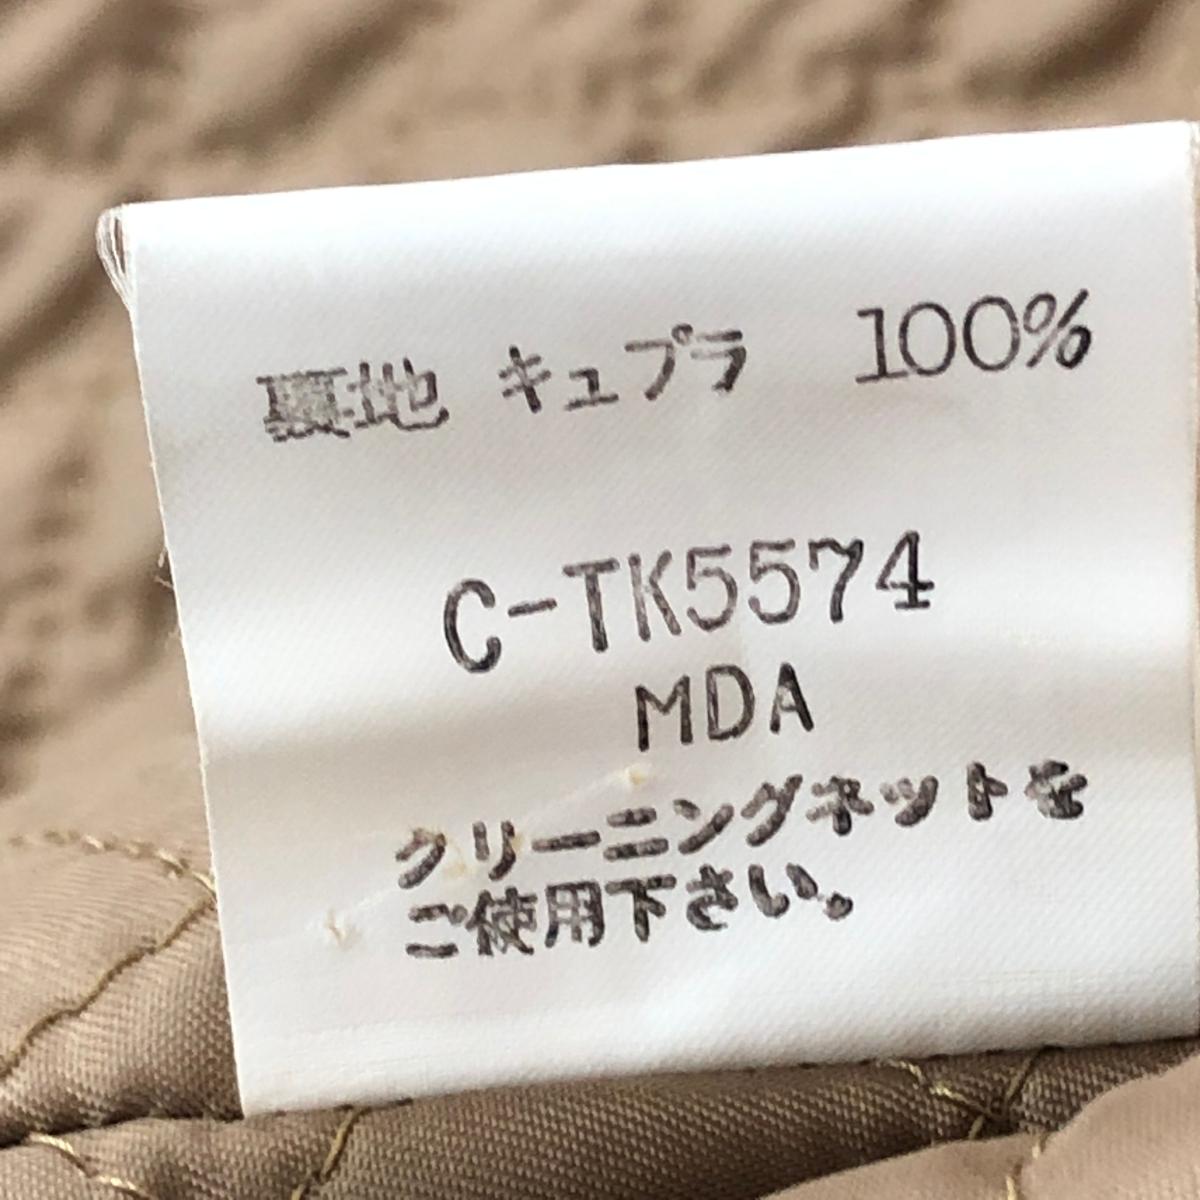 裏地 キュプラ 100%
C-TK5574
MDA
クリーニングネットを
ご使用下さい。